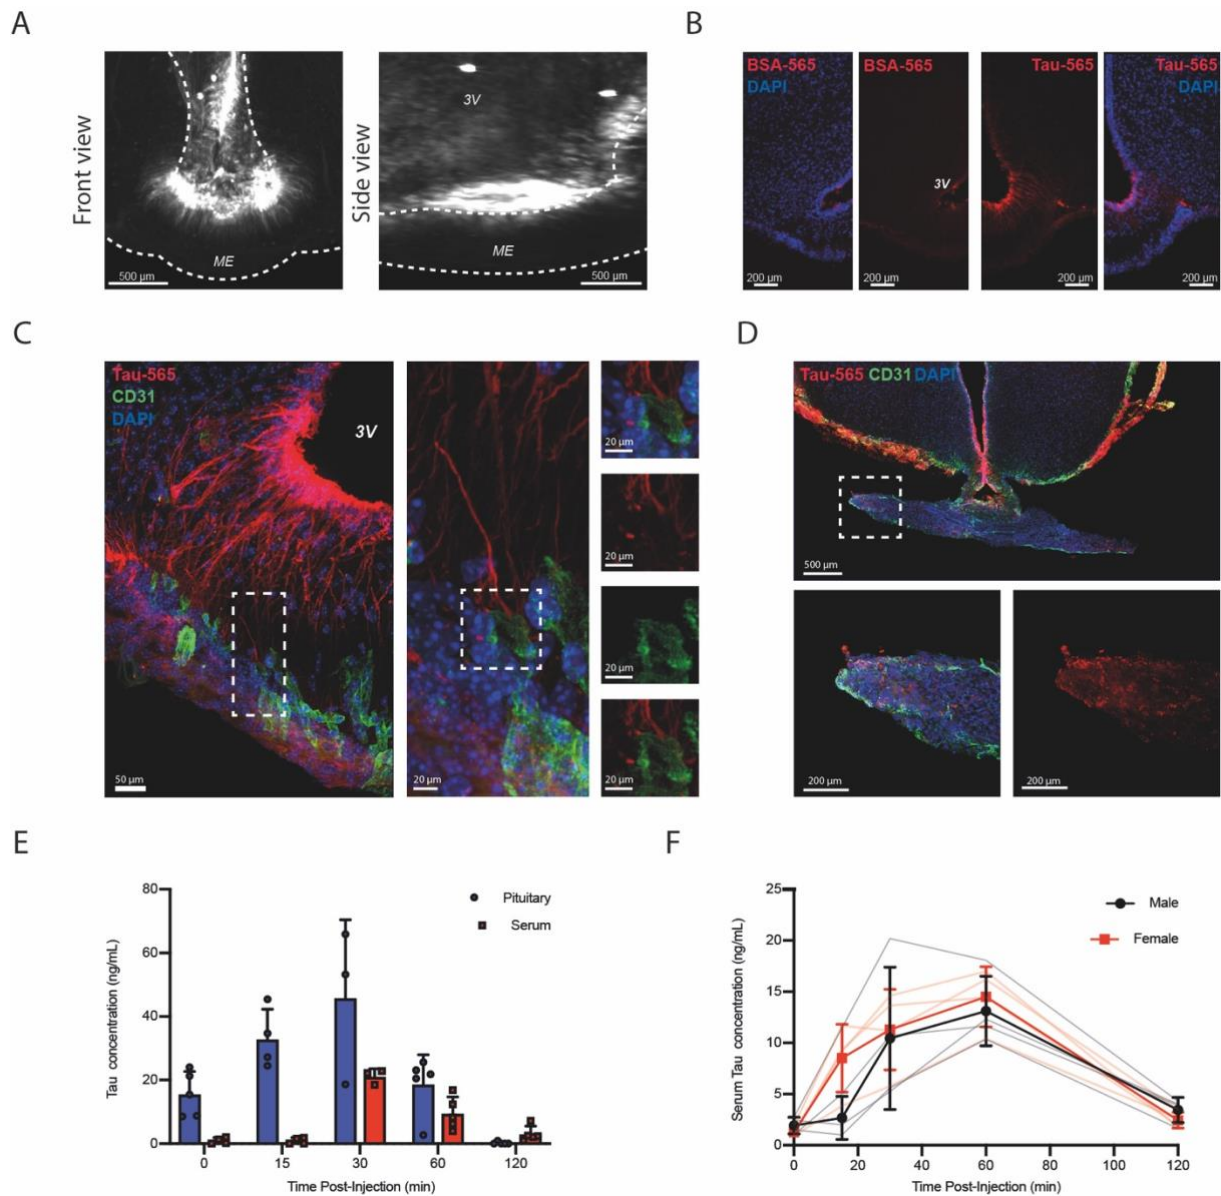 A
Front view
ME
500 µm
Side view
3V
ME
500 µm
B
BSA-565
DAPI
200 µm
BSA-565
3V
200 µm
Tau-565
200 µm
Tau-565
DAPI
200 µm
C
Tau-565
CD31
DAPI
3V
50 µm
20 µm
20 µm
20 µm
20 µm
20 µm
D
Tau-565 CD31 DAPI
500 µm
200 µm
200 µm
E
Tau concentration (ng/mL)
80
60
40
20
0
Pituitary
Serum
0 15 30 60 120
Time Post-Injection (min)
F
Serum Tau concentration (ng/mL)
25
20
15
10
5
0
Male
Female
0 20 40 60 80 100 120
Time Post-Injection (min)